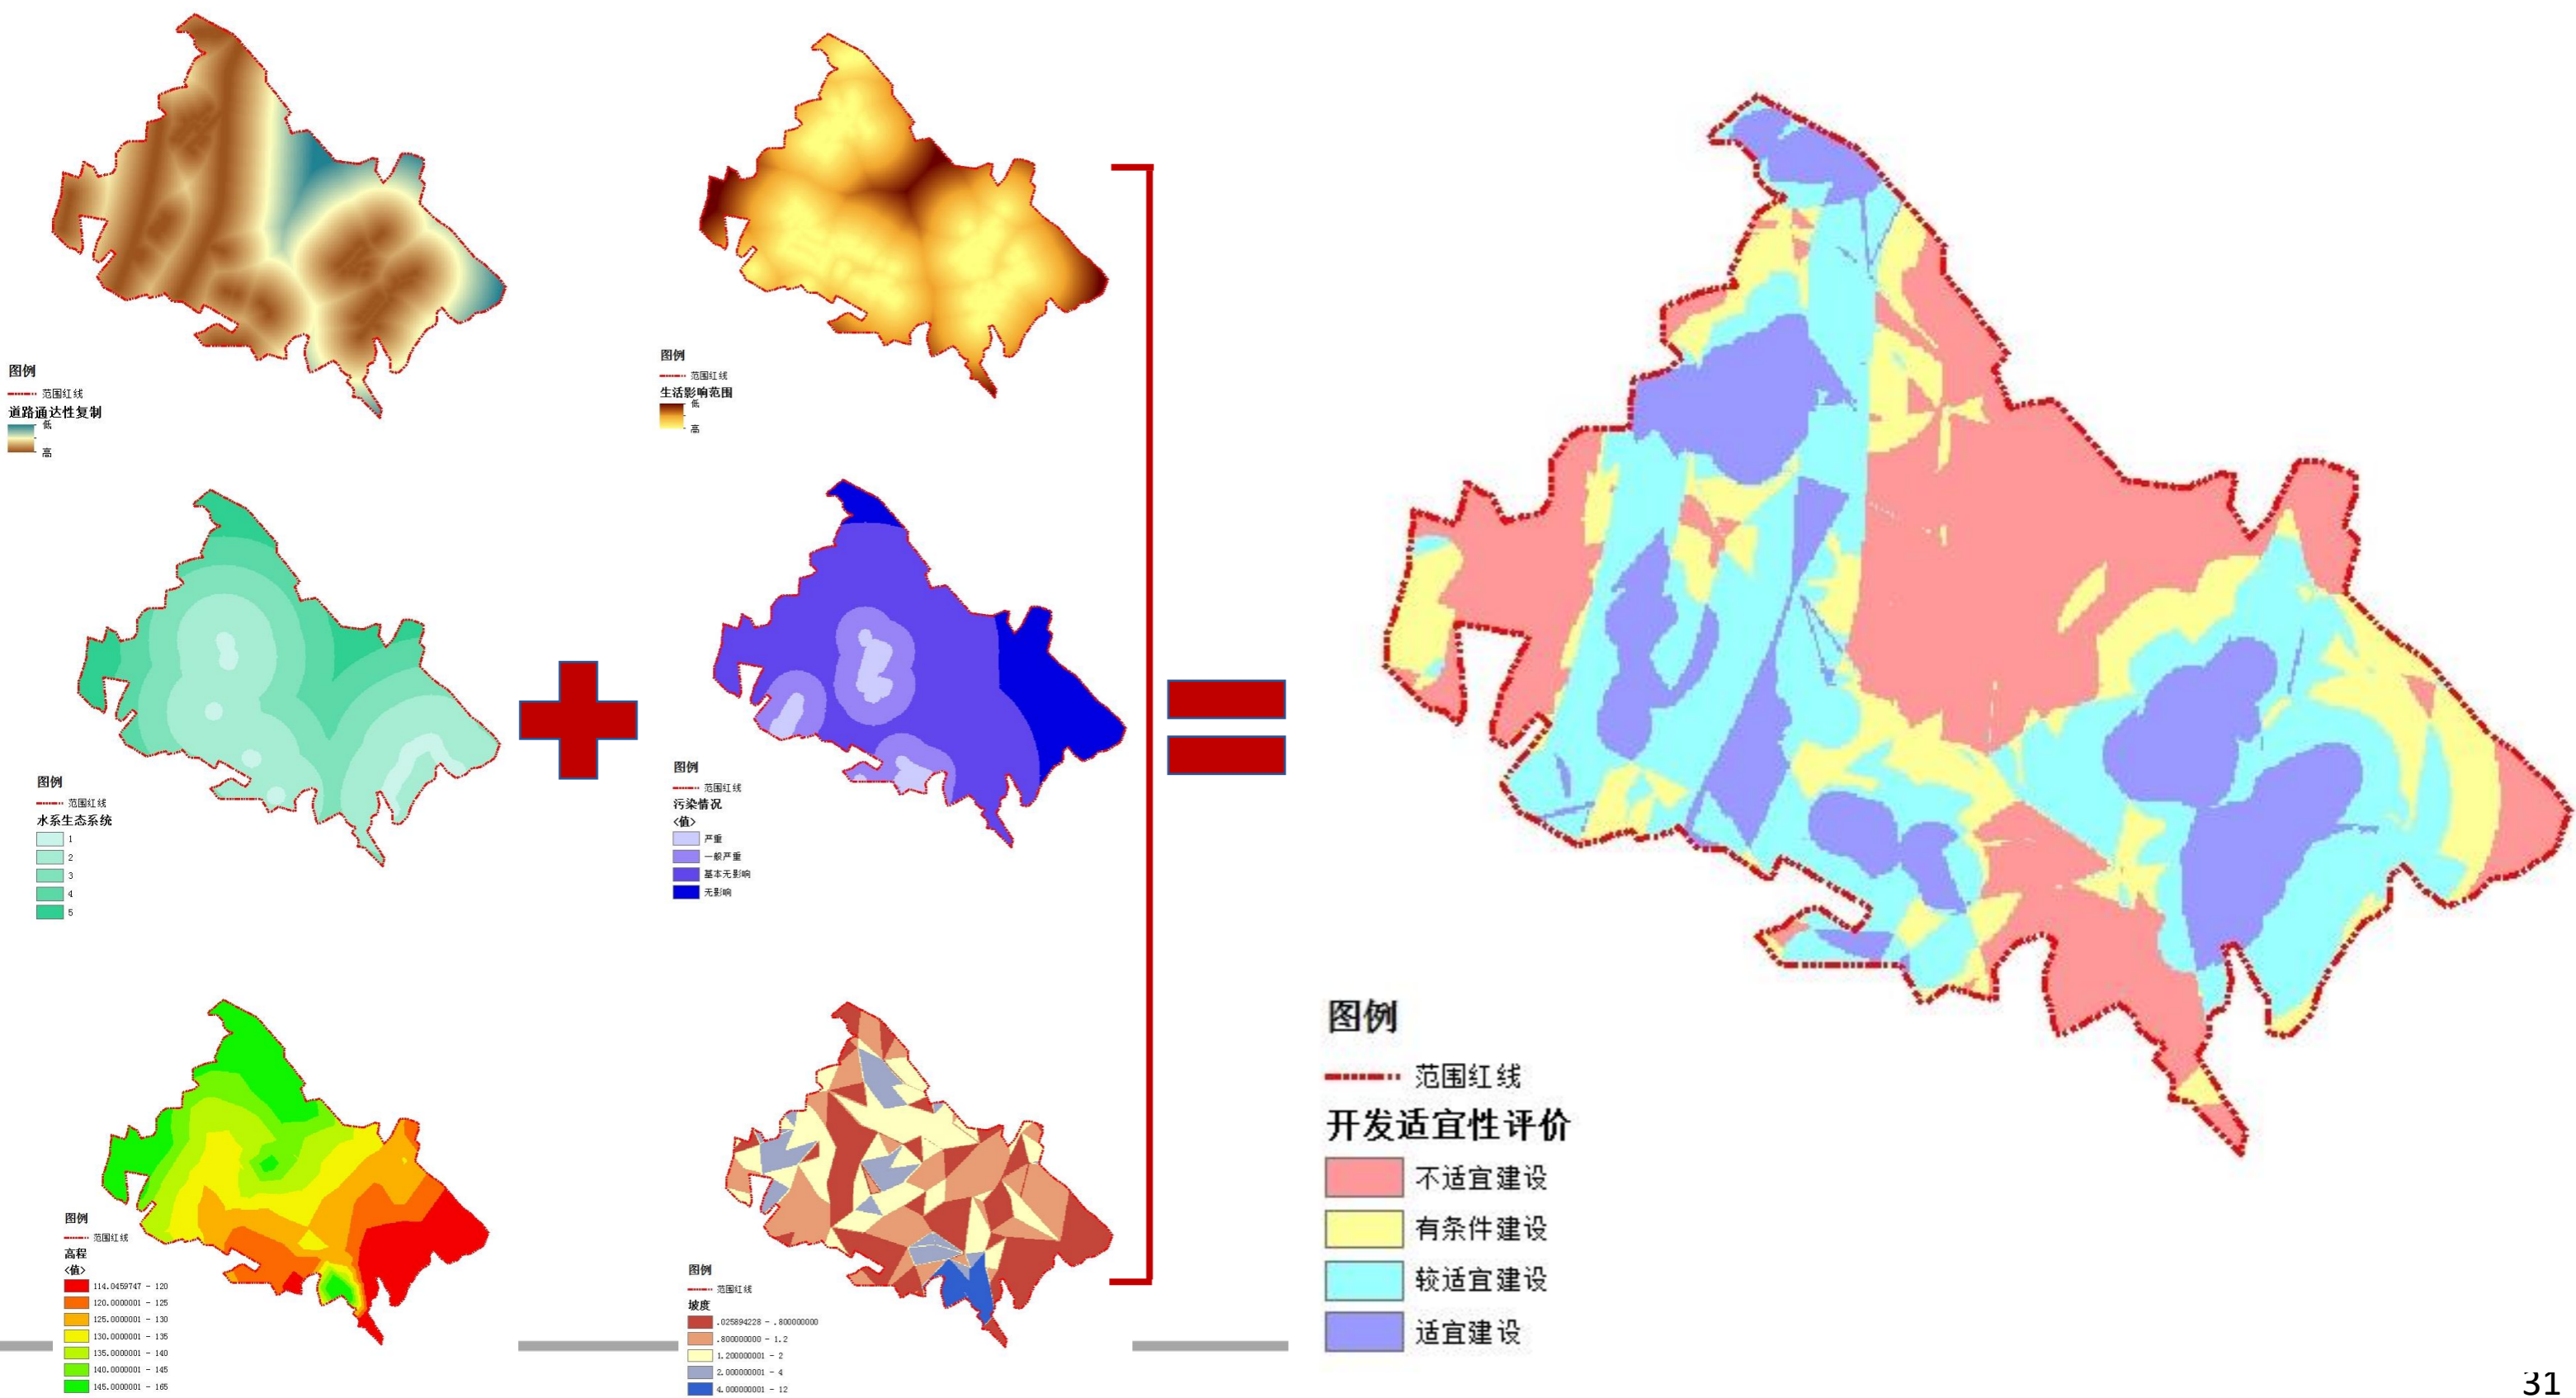 图例
范围红线
道路通达性复制
低
高
图例
范围红线
生活影响范围
低
高
图例
范围红线
水系生态系统
1
2
3
4
5
图例
范围红线
污染情况
<值>
严重
一般严重
基本无影响
无影响
图例
范围红线
高程
<值>
114.0459747 - 120
120.0000001 - 125
125.0000001 - 130
130.0000001 - 135
135.0000001 - 140
140.0000001 - 145
145.0000001 - 165
图例
范围红线
坡度
.025894228 - .800000000
.800000000 - 1.2
1.200000001 - 2
2.000000001 - 4
4.000000001 - 12
图例
范围红线
开发适宜性评价
不适宜建设
有条件建设
较适宜建设
适宜建设
31